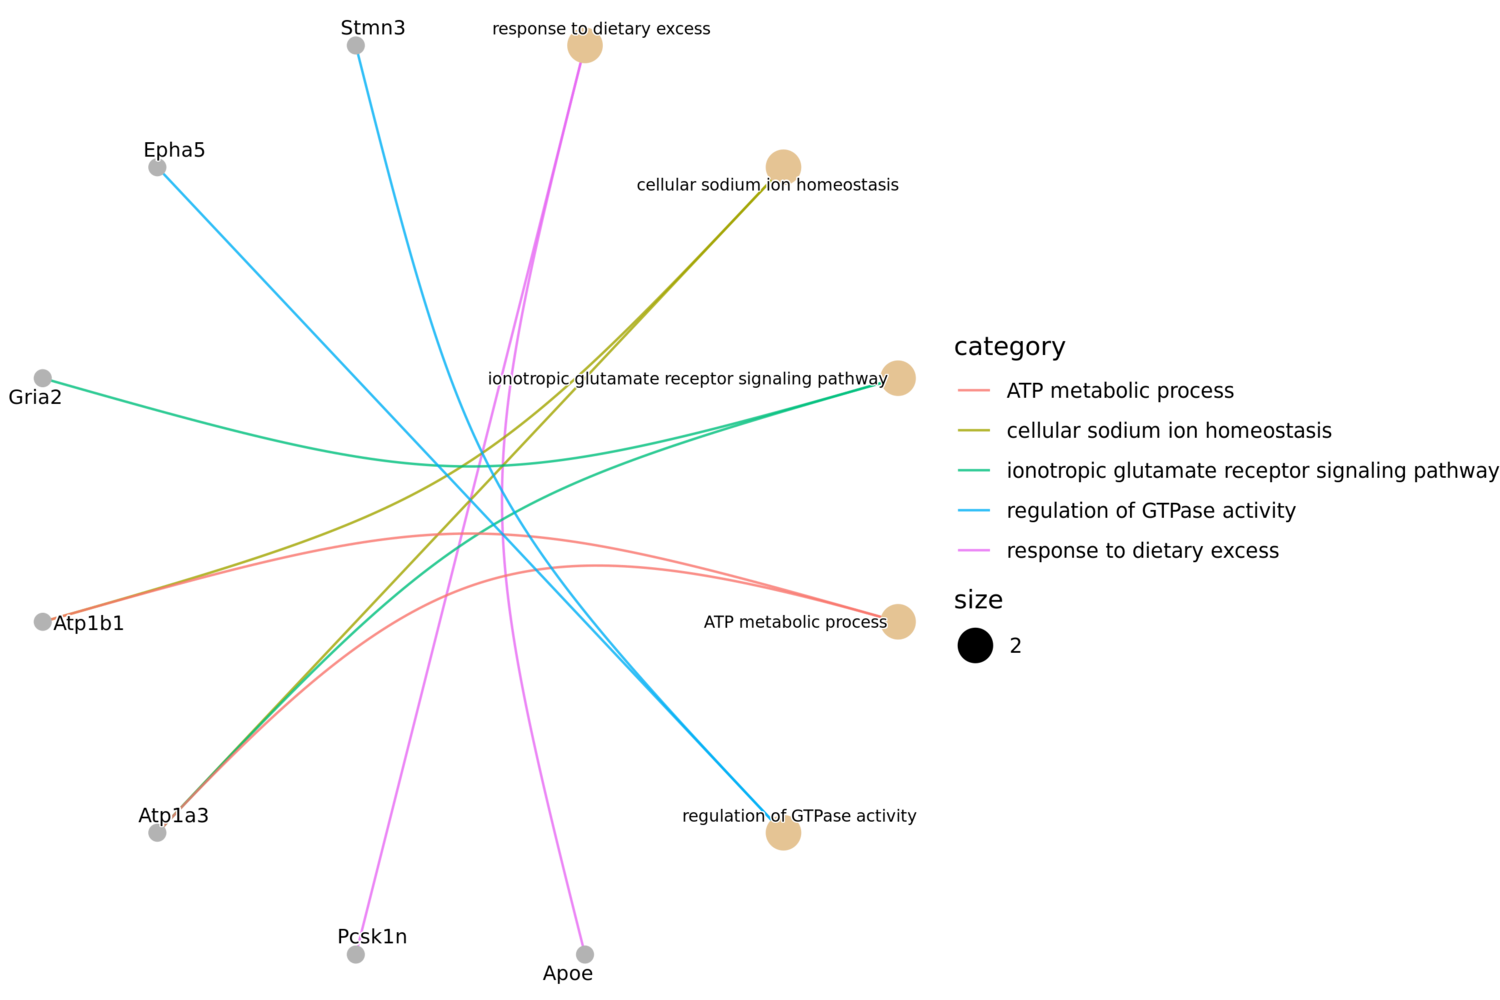 Stmn3
response to dietary excess
Epha5
cellular sodium ion homeostasis
ionotropic glutamate receptor signaling pathway
Gria2
Atp1b1
ATP metabolic process
Atp1a3
regulation of GTPase activity
Pcsk1n
Apoe
category
ATP metabolic process
cellular sodium ion homeostasis
ionotropic glutamate receptor signaling pathway
regulation of GTPase activity
response to dietary excess
size
2